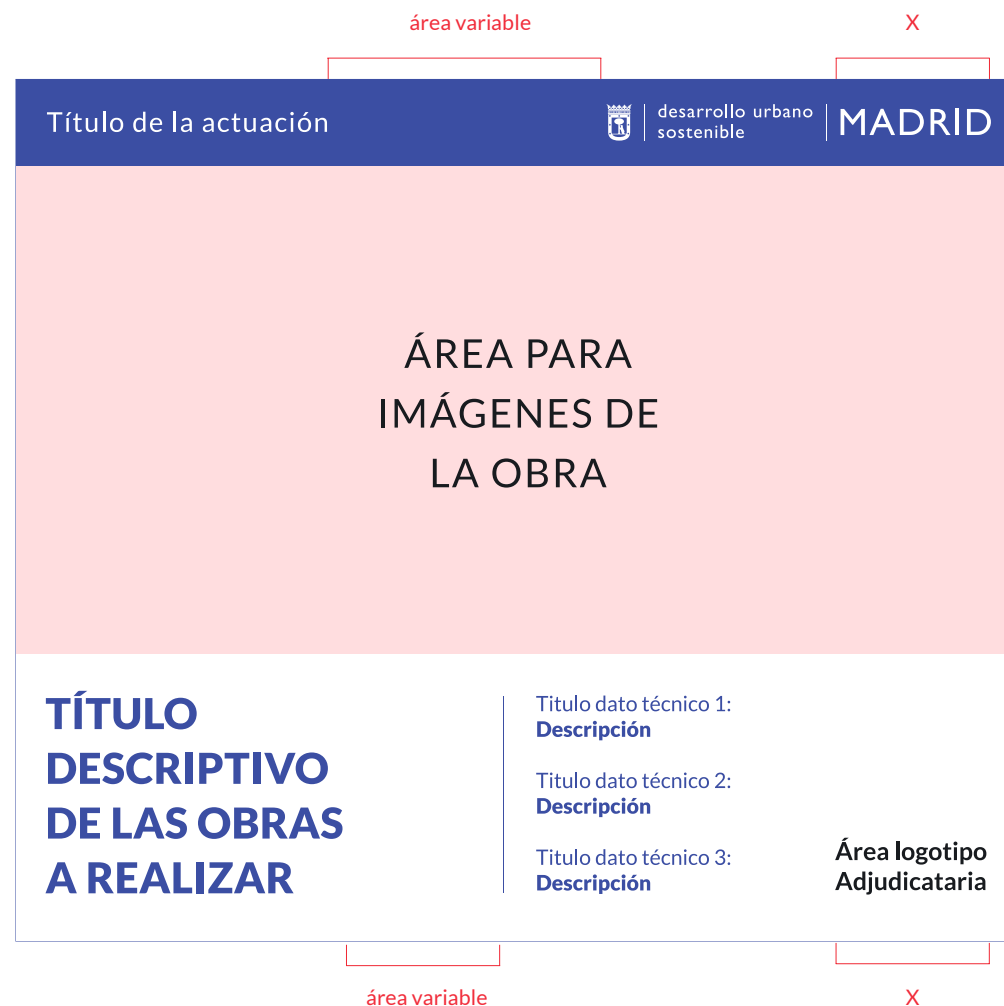 área variable
X
Título de la actuación
desarrollo urbano
sostenible
MADRID
ÁREA PARA
IMÁGENES DE
LA OBRA
TÍTULO
DESCRIPTIVO
DE LAS OBRAS
A REALIZAR
Titulo dato técnico 1:
Descripción
Titulo dato técnico 2:
Descripción
Titulo dato técnico 3:
Descripción
Área logotipo
Adjudicataria
área variable
X